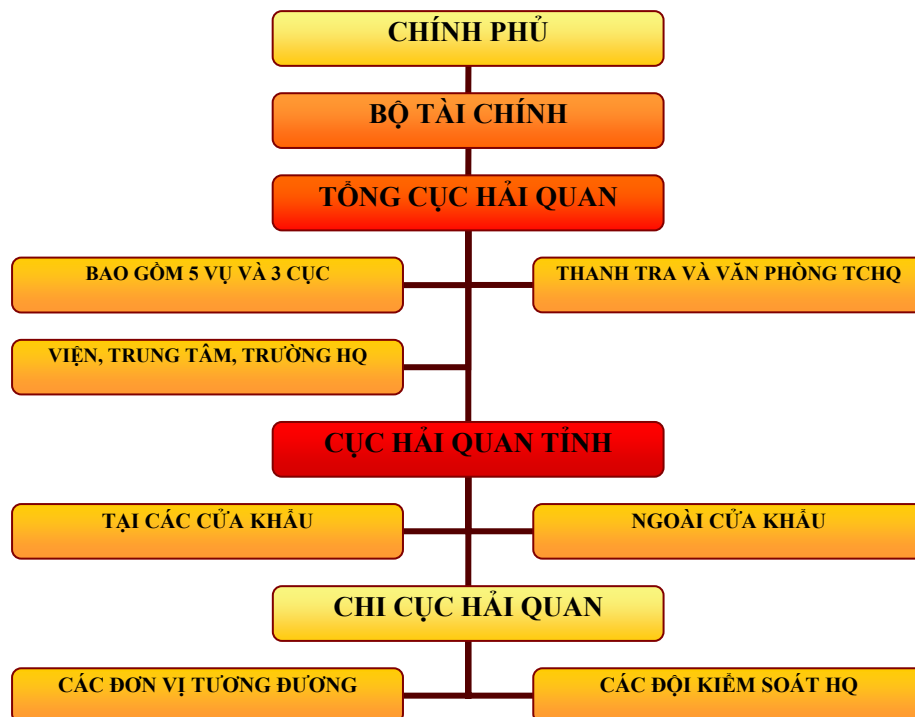 CHÍNH PHỦ
BỘ TÀI CHÍNH
TỔNG CỤC HẢI QUAN
BAO GỒM 5 VỤ VÀ 3 CỤC
THANH TRA VÀ VĂN PHÒNG TCHQ
VIỆN, TRUNG TÂM, TRƯỜNG HQ
CỤC HẢI QUAN TỈNH
TẠI CÁC CỬA KHẨU
NGOÀI CỬA KHẨU
CHI CỤC HẢI QUAN
CÁC ĐƠN VỊ TƯƠNG ĐƯƠNG
CÁC ĐỘI KIỂM SOÁT HQ